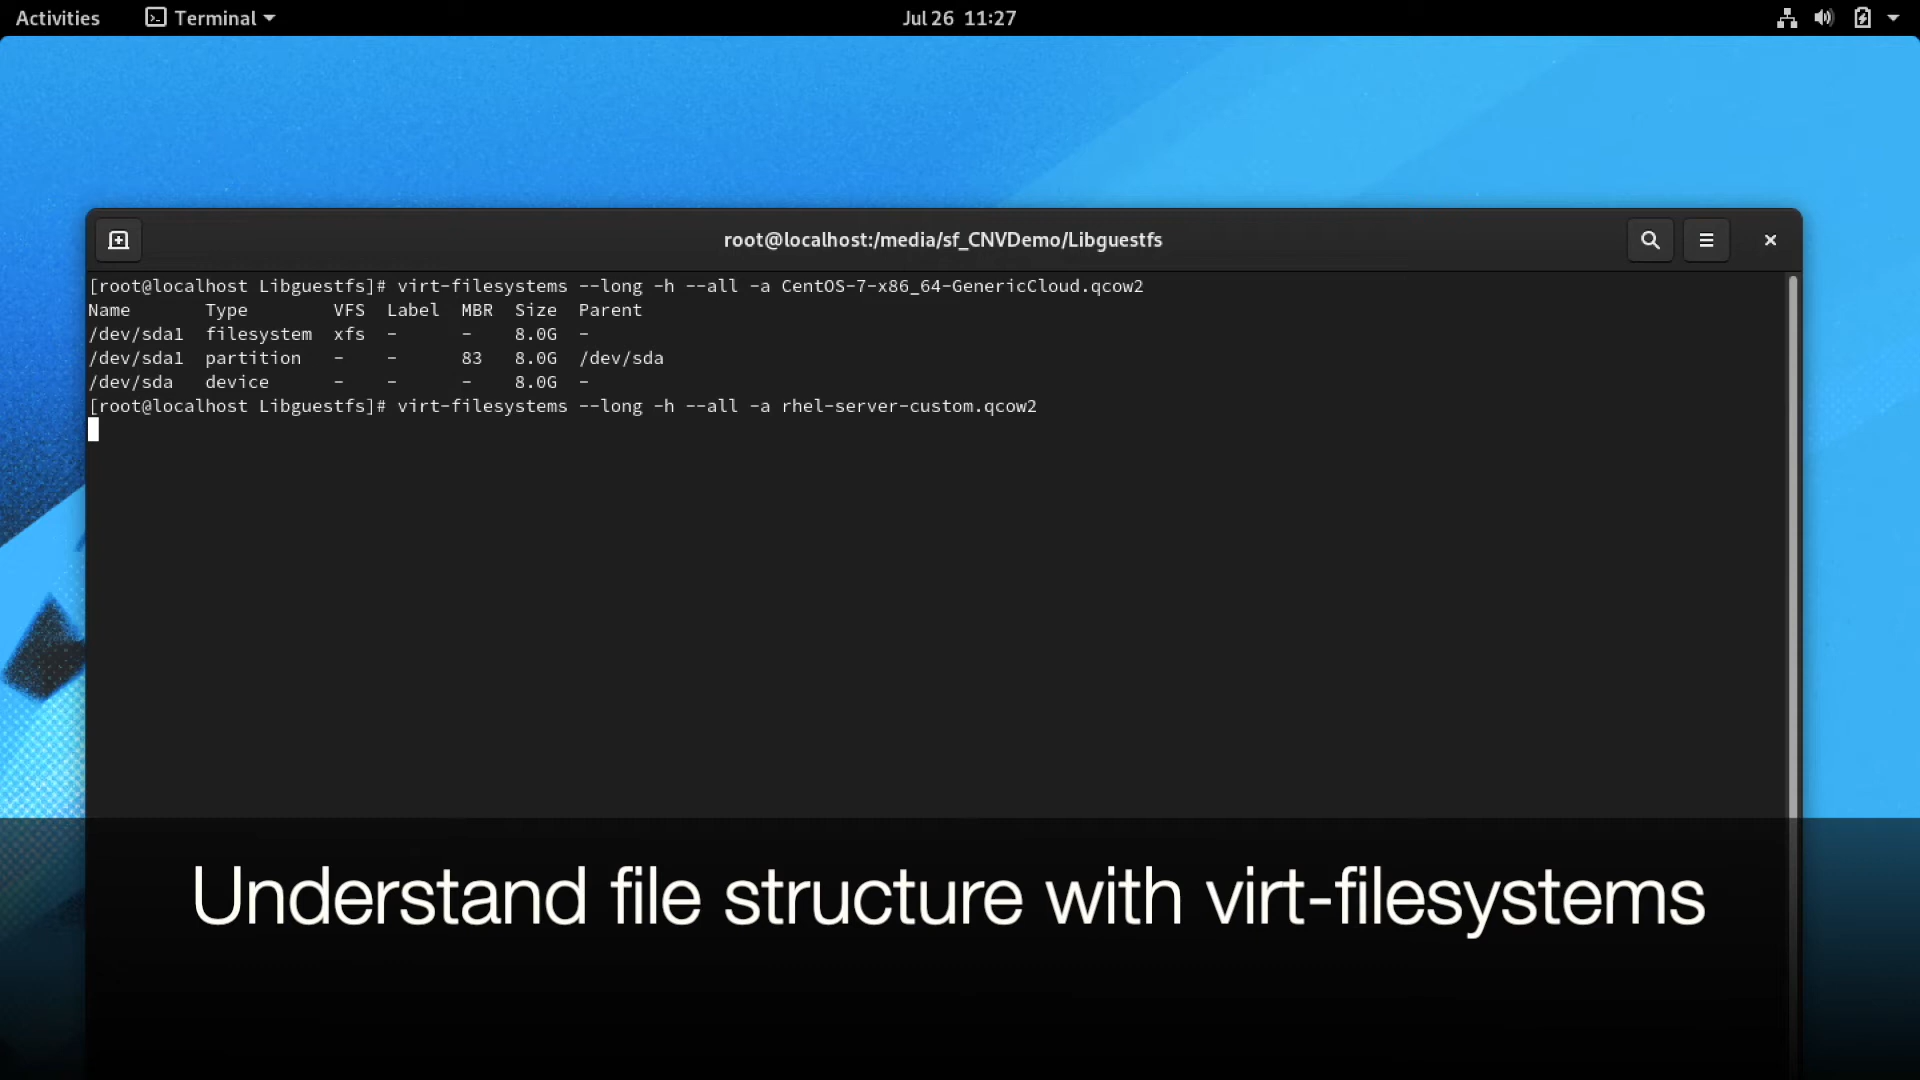 Activities Terminal Jul 26 11:27
root@localhost:/media/sf_CNVDemo/Libguestfs
[root@localhost Libguestfs]# virt-filesystems --long -h --all -a CentOS-7-x86_64-GenericCloud.qcow2
Name Type VFS Label MBR Size Parent
/dev/sda1 filesystem xfs - - 8.0G -
/dev/sda1 partition - - 83 8.0G /dev/sda
/dev/sda device - - - 8.0G -
[root@localhost Libguestfs]# virt-filesystems --long -h --all -a rhel-server-custom.qcow2
Understand file structure with virt-filesystems